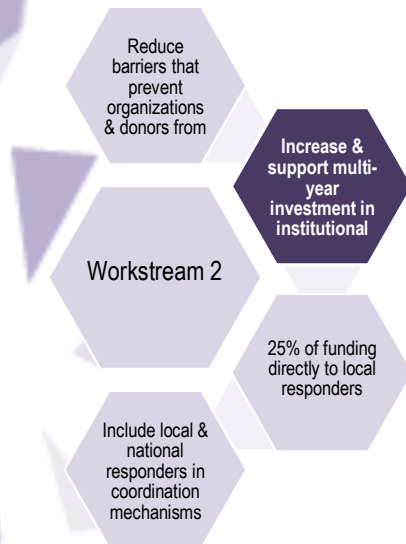 Reduce
barriers that
prevent
organizations
& donors from
Increase &
support multi-
year
investment in
institutional
Workstream 2
25% of funding
directly to local
responders
Include local &
national
responders in
coordination
mechanisms